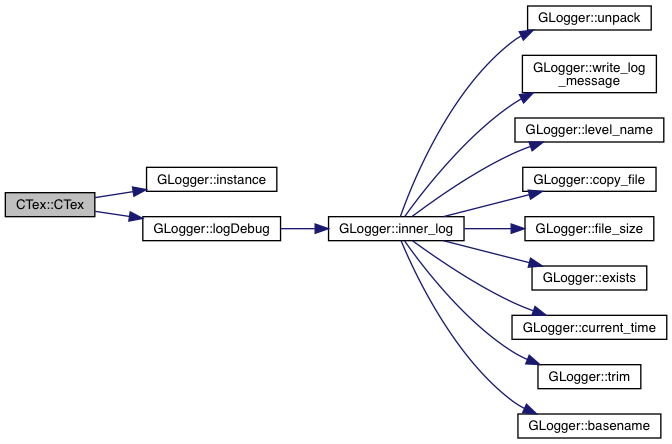 CTex::CTex
GLogger::instance
GLogger::logDebug
GLogger::inner_log
GLogger::unpack
GLogger::write_log
_message
GLogger::level_name
GLogger::copy_file
GLogger::file_size
GLogger::exists
GLogger::current_time
GLogger::trim
GLogger::basename